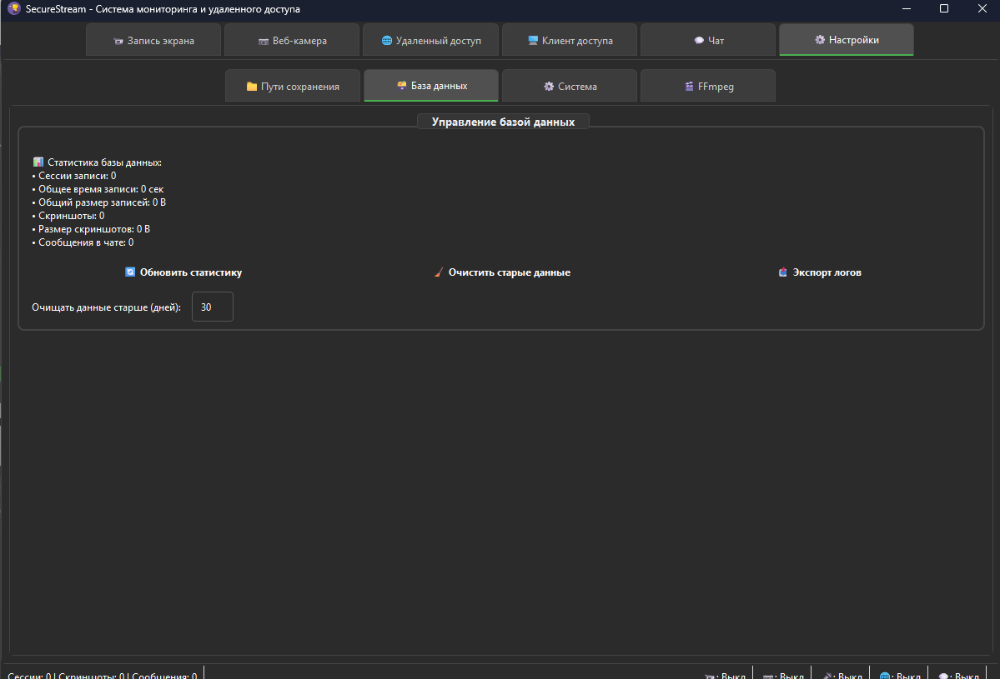 SecureStream - Система мониторинга и удаленного доступа
Запись экрана Веб-камера Удаленный доступ Клиент доступа Чат Настройки
Пути сохранения База данных Система FFmpeg
Управление базой данных
Статистика базы данных:
• Сессии записи: 0
• Общее время записи: 0 сек
• Общий размер записей: 0 B
• Скриншоты: 0
• Размер скриншотов: 0 B
• Сообщения в чате: 0
Обновить статистику Очистить старые данные Экспорт логов
Очищать данные старше (дней): 30
Сессии: 0 | Скриншоты: 0 | Сообщения: 0 : Выкл : Выкл : Выкл : Выкл : Выкл